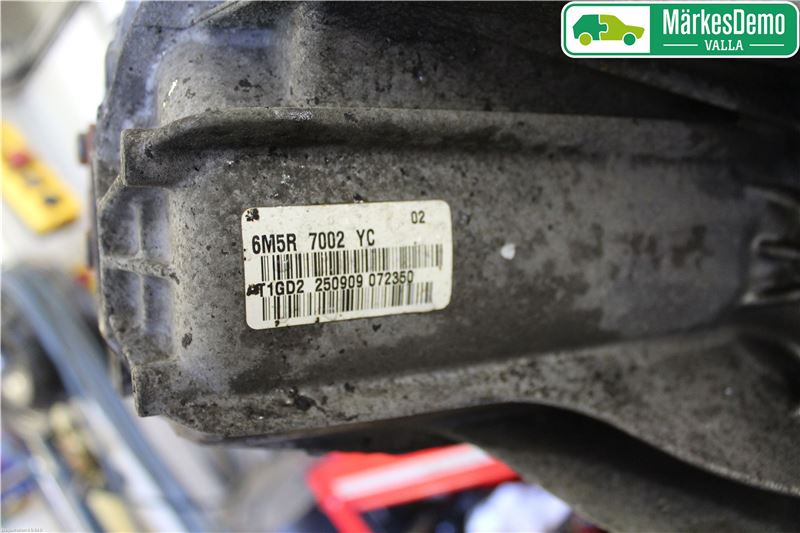 MärkesDemo
VALLA
02
6M5R 7002 YC
T1GD2 250909 072350